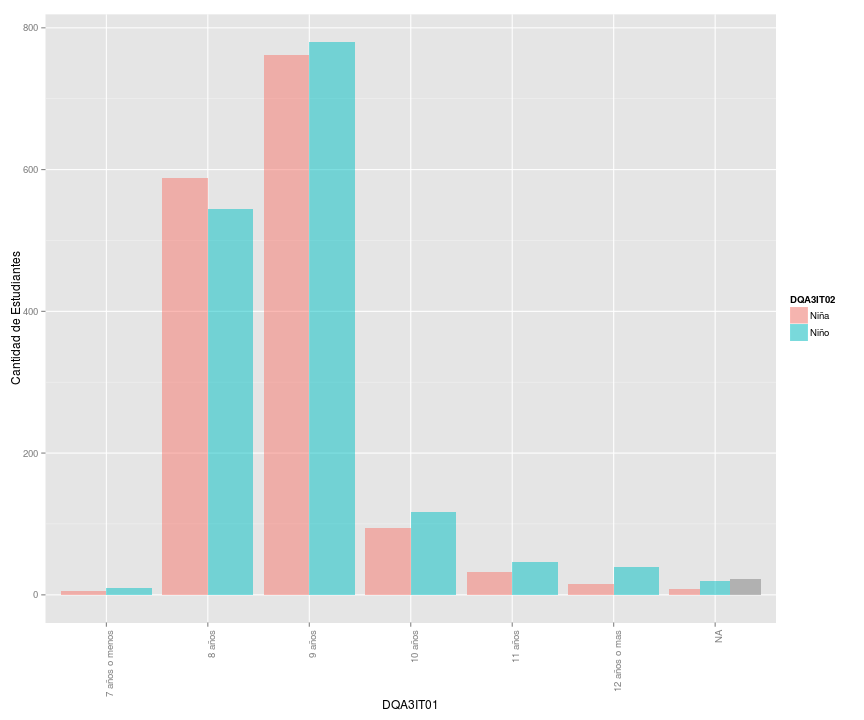 800
600
400
200
0
Cantidad de Estudiantes
7 años o menos
8 años
9 años
10 años
11 años
12 años o mas
NA
DQA3IT01
DQA3IT02
Niña
Niño